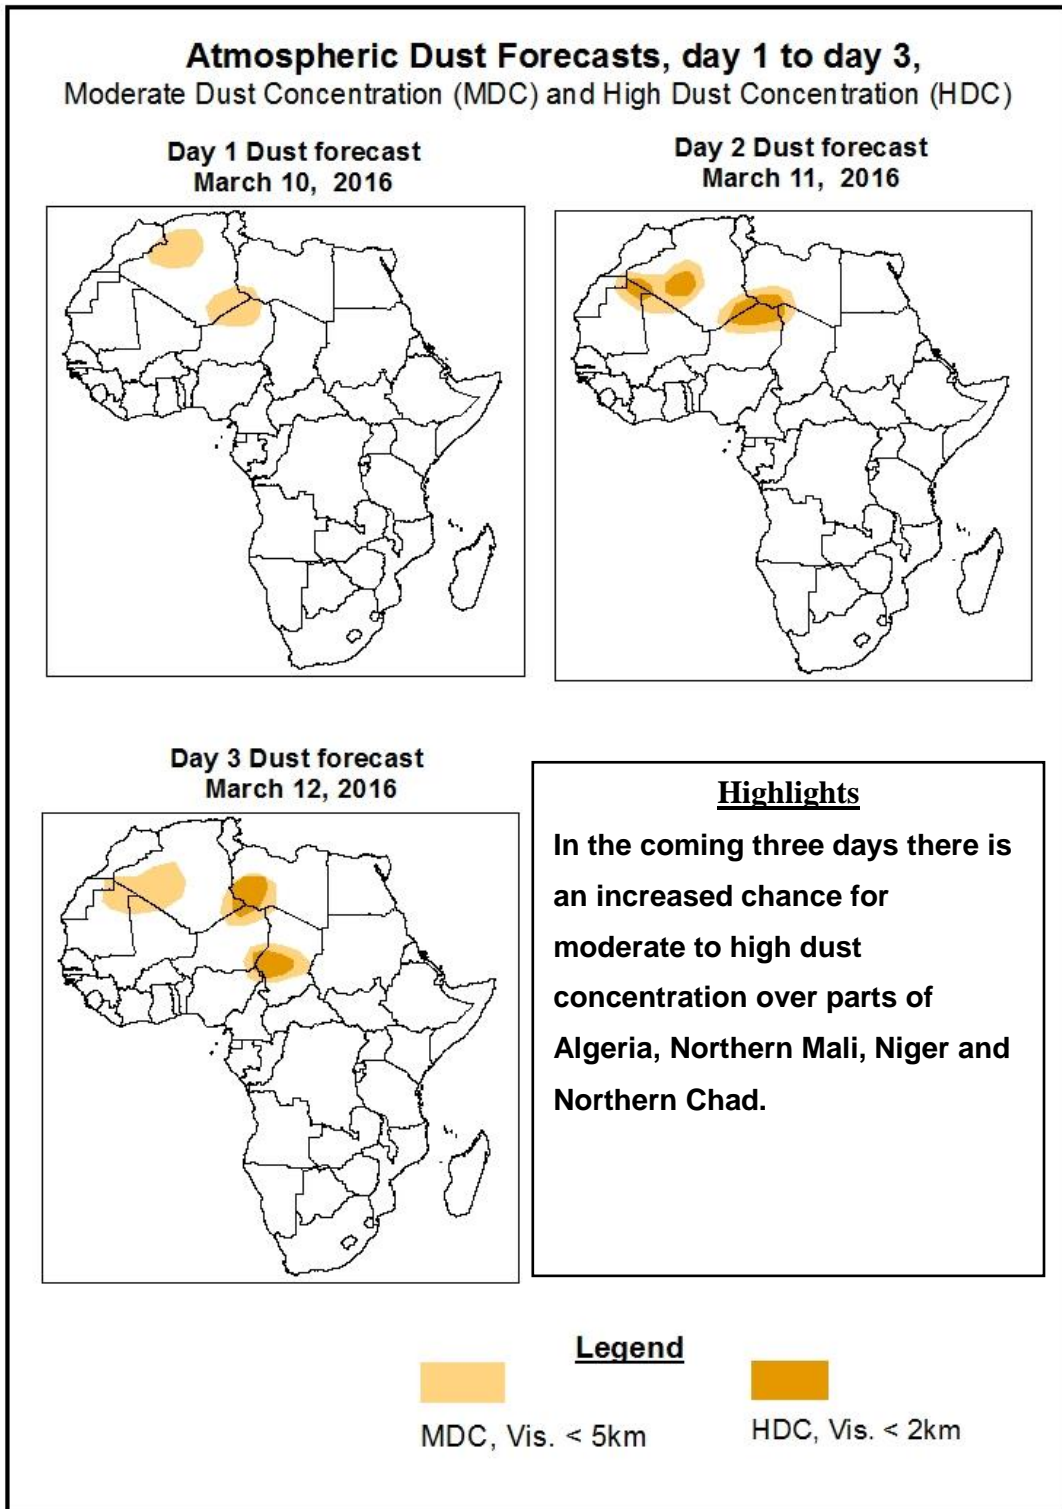 Atmospheric Dust Forecasts, day 1 to day 3,
Moderate Dust Concentration (MDC) and High Dust Concentration (HDC)
Day 1 Dust forecast
March 10, 2016
Day 2 Dust forecast
March 11, 2016
Day 3 Dust forecast
March 12, 2016
Highlights
In the coming three days there is
an increased chance for
moderate to high dust
concentration over parts of
Algeria, Northern Mali, Niger and
Northern Chad.
Legend
MDC, Vis. < 5km
HDC, Vis. < 2km